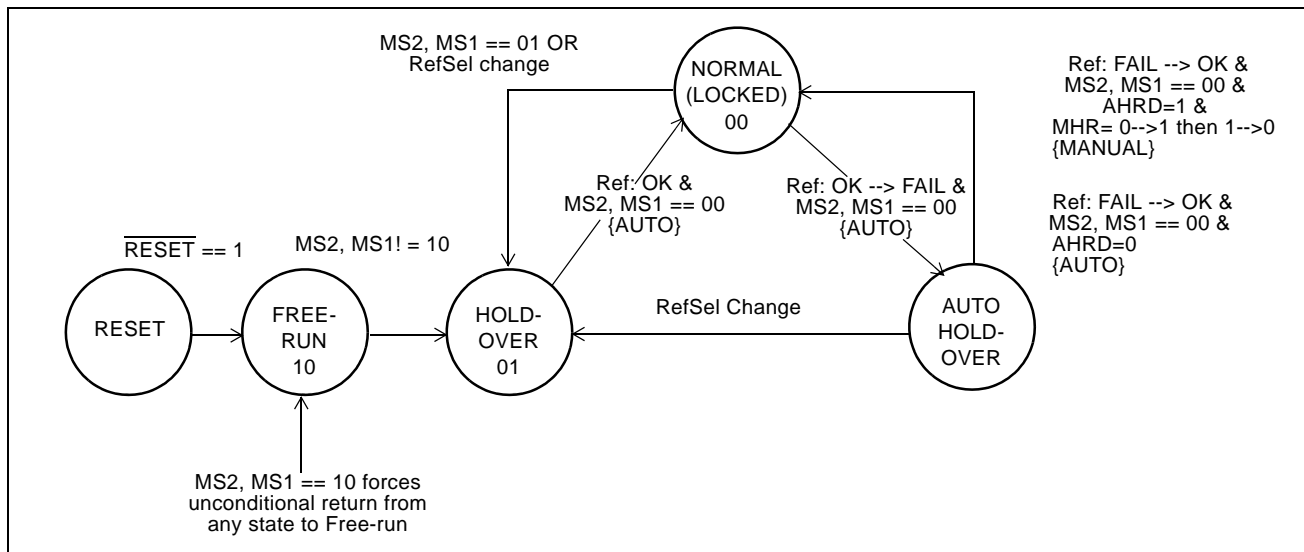 MS2, MS1 == 01 OR
RefSel change
NORMAL
(LOCKED)
00
Ref: FAIL --> OK &
MS2, MS1 == 00 &
AHRD=1 &
MHR= 0-->1 then 1-->0
{MANUAL}
Ref: OK &
MS2, MS1 == 00
{AUTO}
Ref: OK --> FAIL &
MS2, MS1 == 00
{AUTO}
Ref: FAIL --> OK &
MS2, MS1 == 00 &
AHRD=0
{AUTO}
RESET == 1
MS2, MS1! = 10
RESET
FREE-
RUN
10
HOLD-
OVER
01
RefSel Change
AUTO
HOLD-
OVER
MS2, MS1 == 10 forces
unconditional return from
any state to Free-run